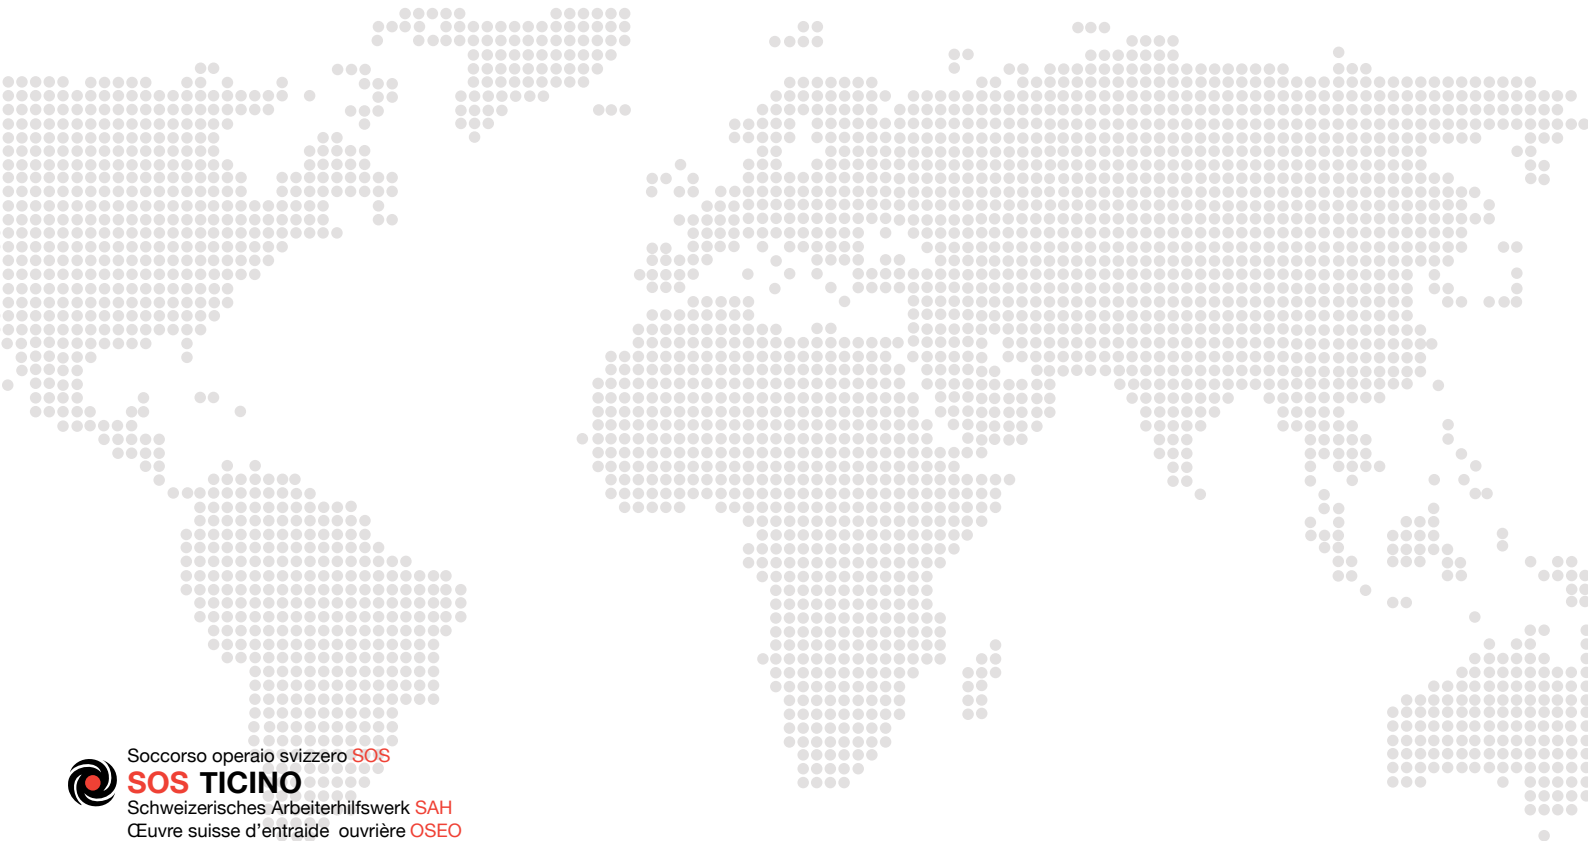 Soccorso operaio svizzero SOS
SOS TICINO
Schweizerisches Arbeiterhilfswerk SAH
Œuvre suisse d'entraide ouvrière OSEO